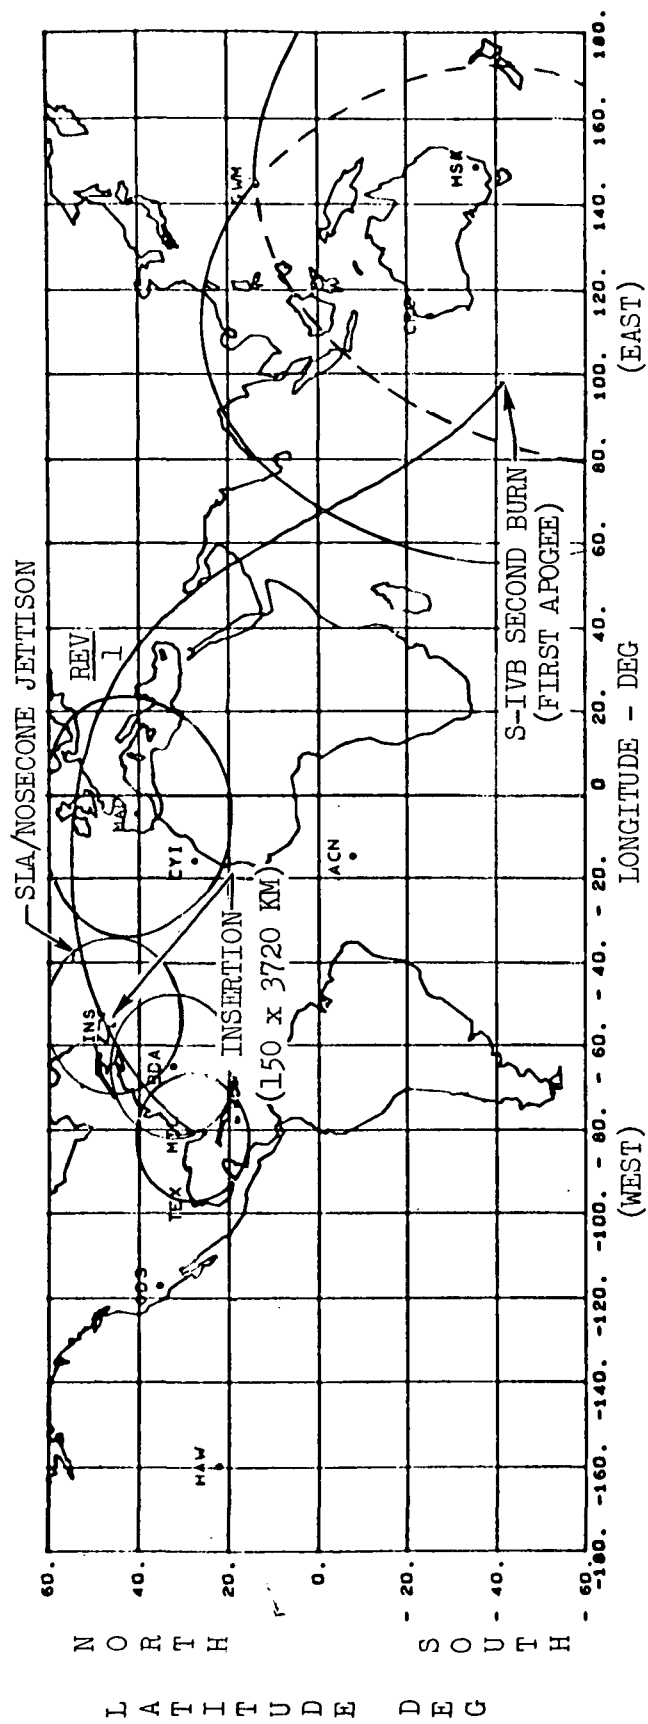 SLA/NOSECONE JETTISON
REV
1
INSERTION
(150 x 3720 KM)
S-IVB SECOND BURN
(FIRST APOGEE)
HAW
TEX
BDA
INS
CYI
MAD
ACN
GWM
HSK
60.
40.
20.
0.
- 20.
- 40.
- 60.
-180.
-160.
-140.
-120.
-100.
- 80.
- 60.
- 40.
- 20.
0
20.
40.
60.
80.
100.
120.
140.
160.
180.
(WEST)
LONGITUDE - DEG
(EAST)
NORTH
SOUTH
LATITUDE DEG